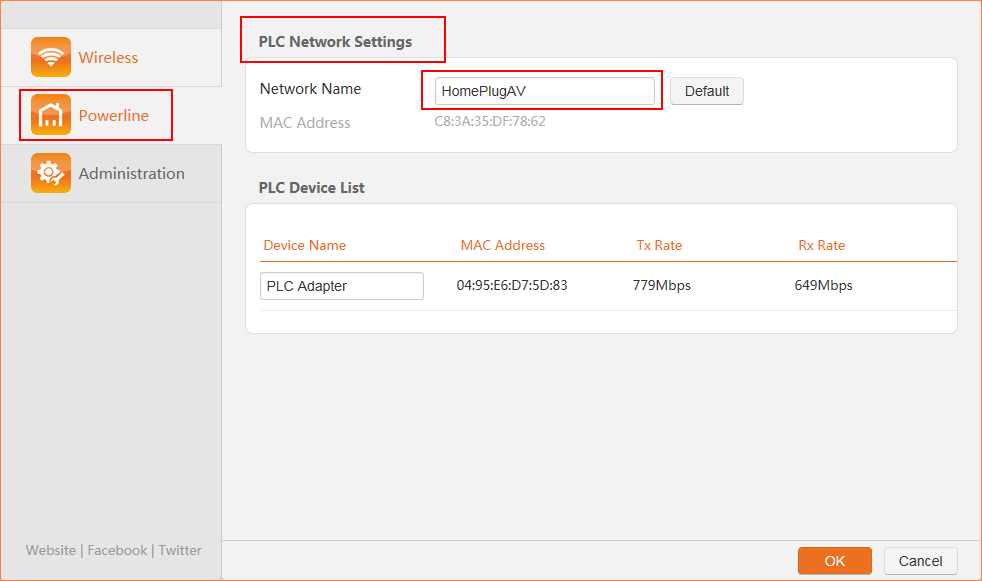 Wireless
Powerline
Administration
Website | Facebook | Twitter
PLC Network Settings
Network Name HomePlugAV Default
MAC Address C8:3A:35:DF:78:62
PLC Device List
Device Name MAC Address Tx Rate Rx Rate
PLC Adapter 04:95:E6:D7:5D:83 779Mbps 649Mbps
OK Cancel